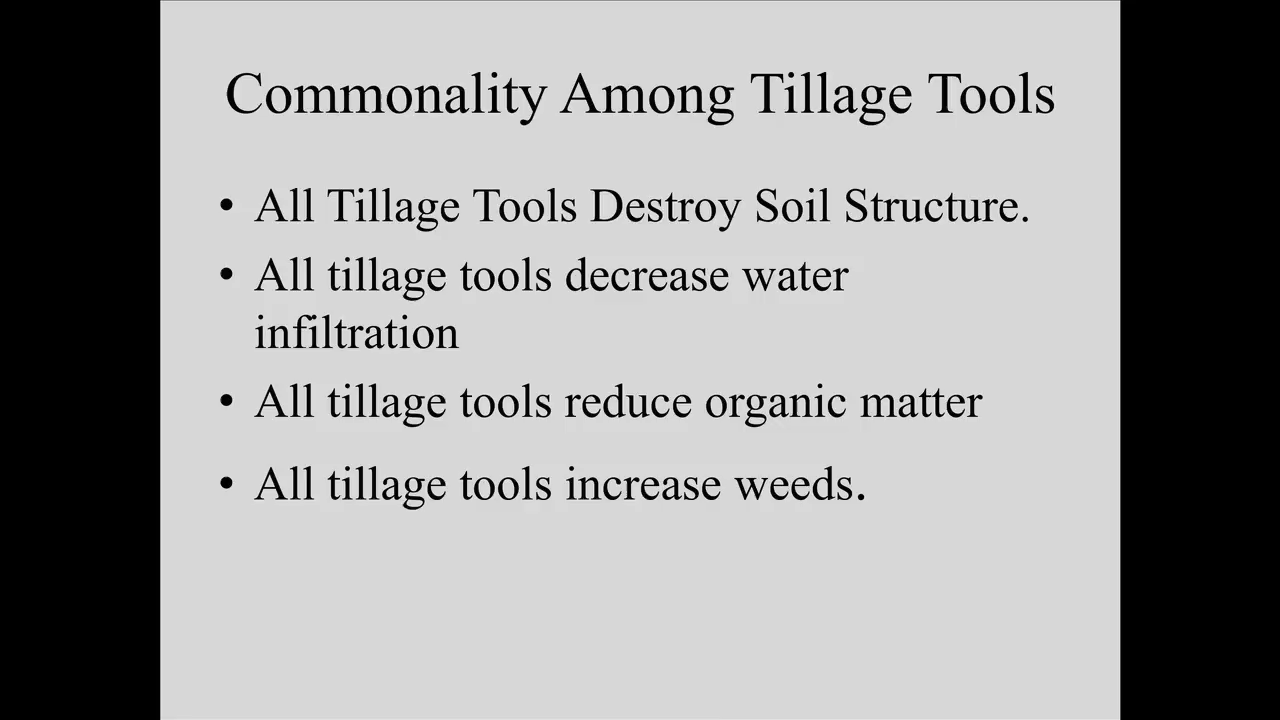 Commonality Among Tillage Tools
• All Tillage Tools Destroy Soil Structure.
• All tillage tools decrease water
infiltration
• All tillage tools reduce organic matter
• All tillage tools increase weeds.